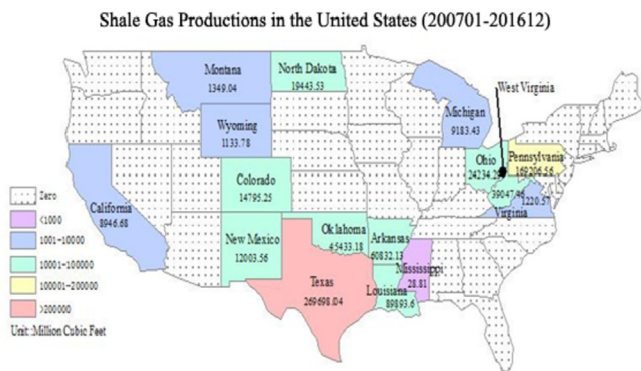 Shale Gas Productions in the United States (200701-201612)
Montana
1349.04
North Dakota
19443.53
Wyoming
1133.78
Michigan
9183.43
West Virginia
Ohio
24234.2
Pennsylvania
169206.56
39047.46
1220.57
Virginia
Colorado
14795.25
California
8946.68
New Mexico
12003.56
Oklahoma
45433.18
Arkansas
60832.13
Mississippi
28.81
Texas
269698.04
Louisiana
89893.6
Zero
<1000
1001-10000
10001-100000
100001-200000
>200000
Unit: Million Cubic Feet